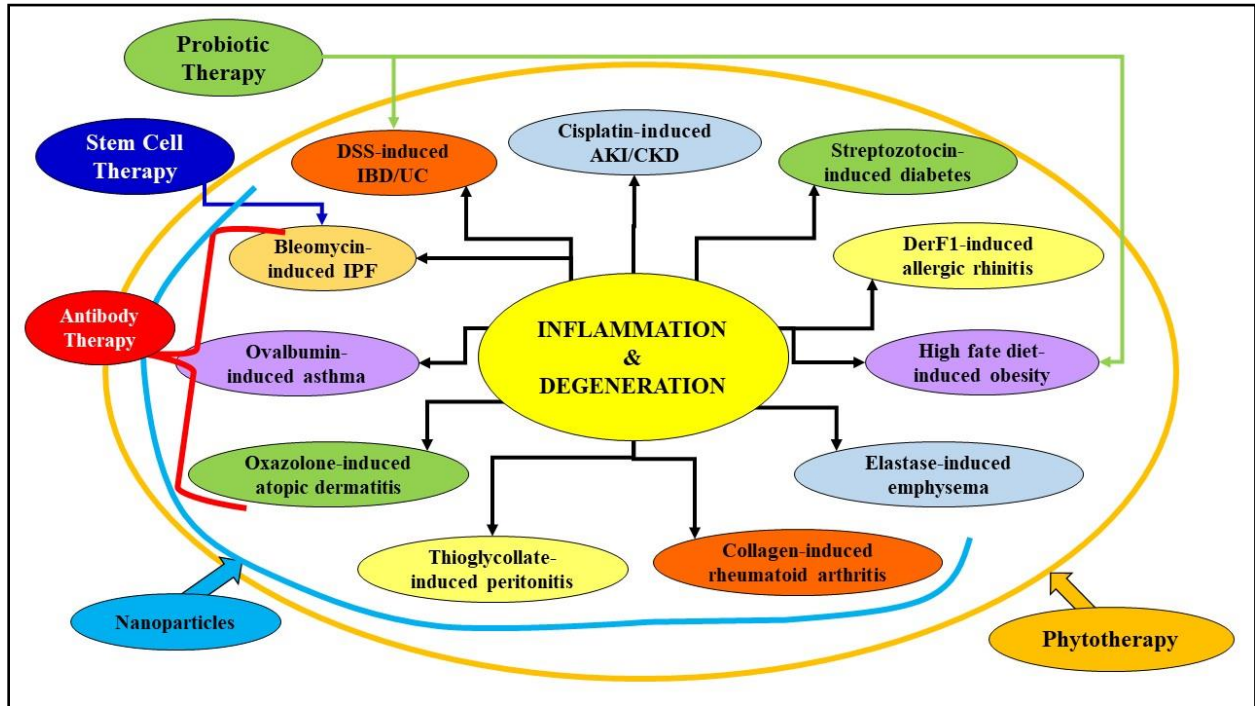 Probiotic
Therapy
Stem Cell
Therapy
DSS-induced
IBD/UC
Cisplatin-induced
AKI/CKD
Streptozotocin-
induced diabetes
Bleomycin-
induced IPF
DerF1-induced
allergic rhinitis
Antibody
Therapy
Ovalbumin-
induced asthma
INFLAMMATION
&
DEGENERATION
High fate diet-
induced obesity
Oxazolone-induced
atopic dermatitis
Elastase-induced
emphysema
Thioglycollate-
induced peritonitis
Collagen-induced
rheumatoid arthritis
Nanoparticles
Phytotherapy